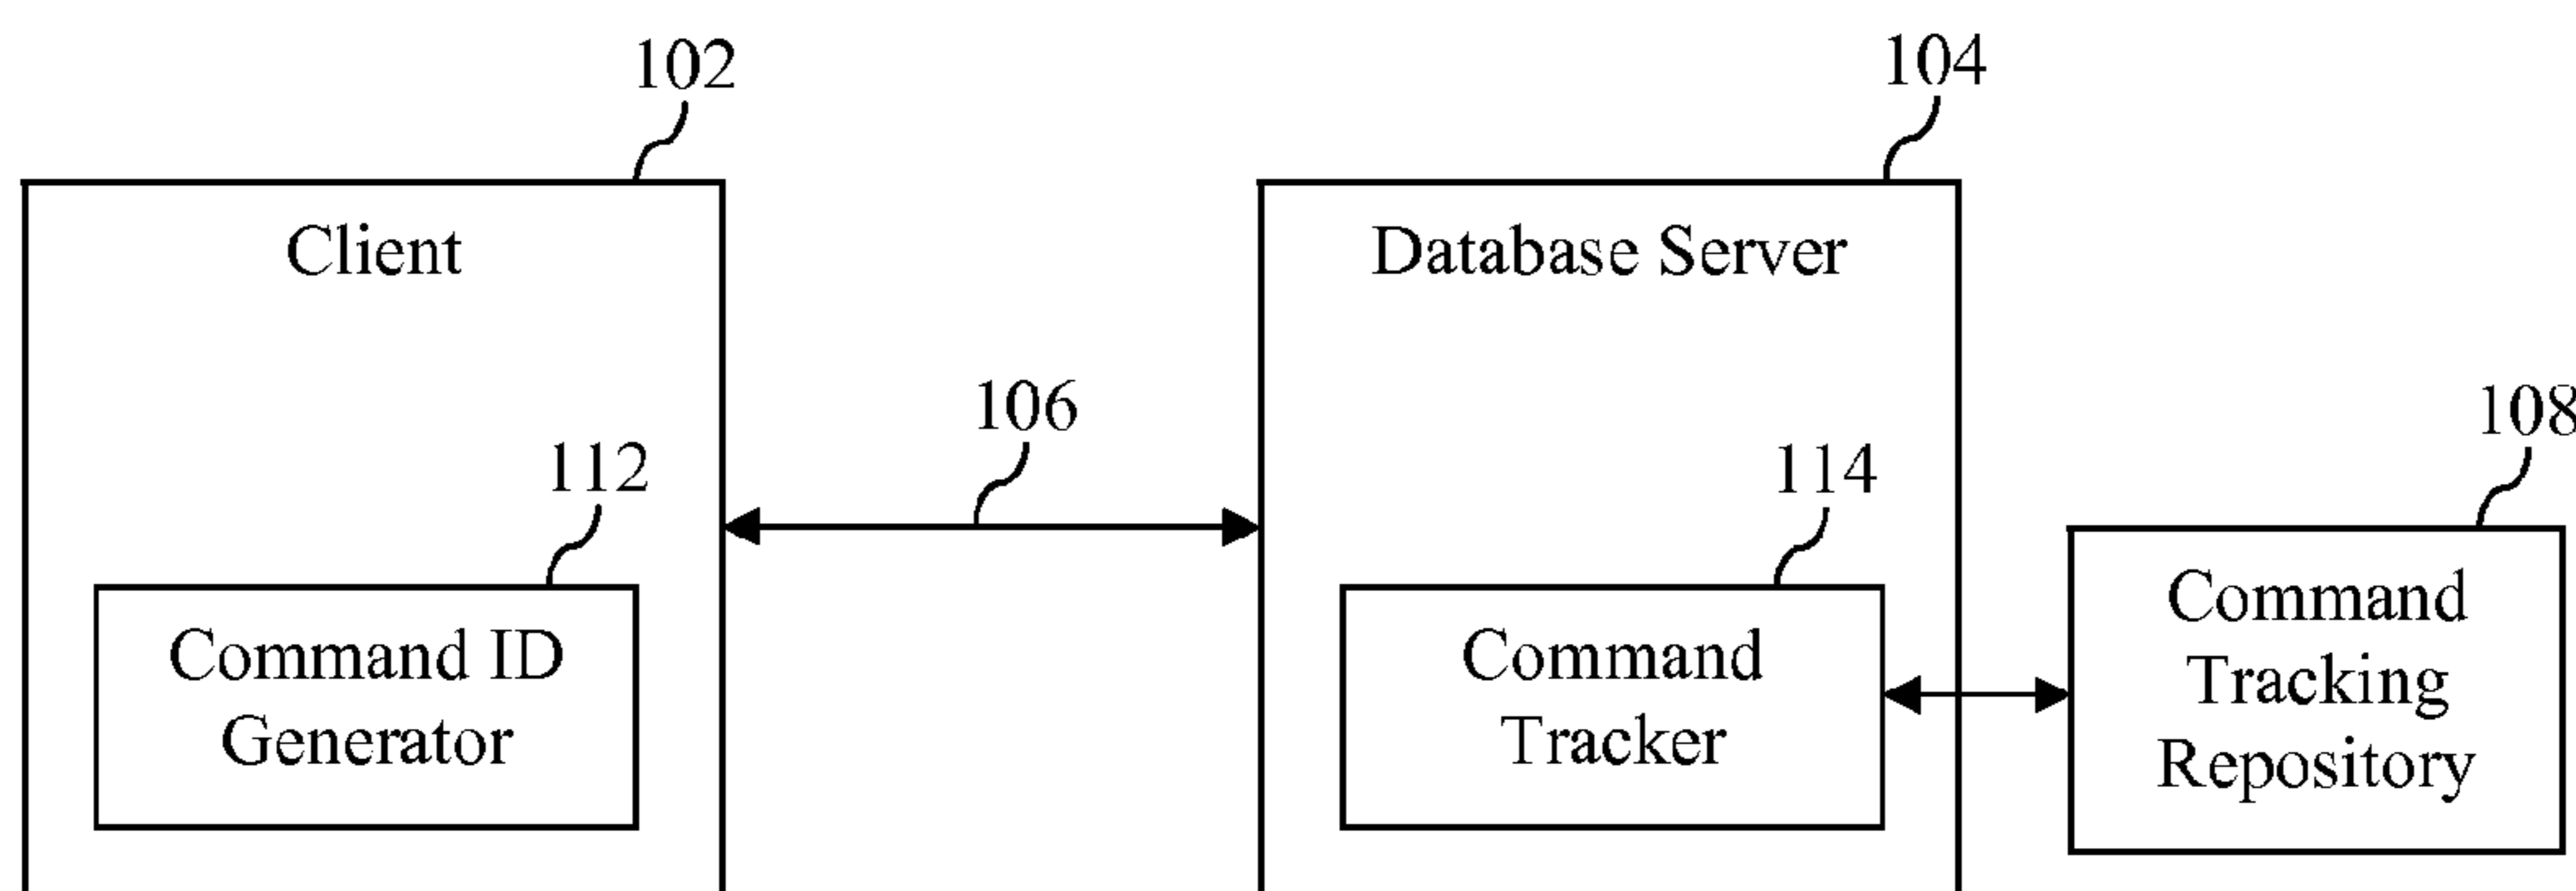 102
104
Client
Database Server
106
108
112
114
Command ID
Generator
Command
Tracker
Command
Tracking
Repository